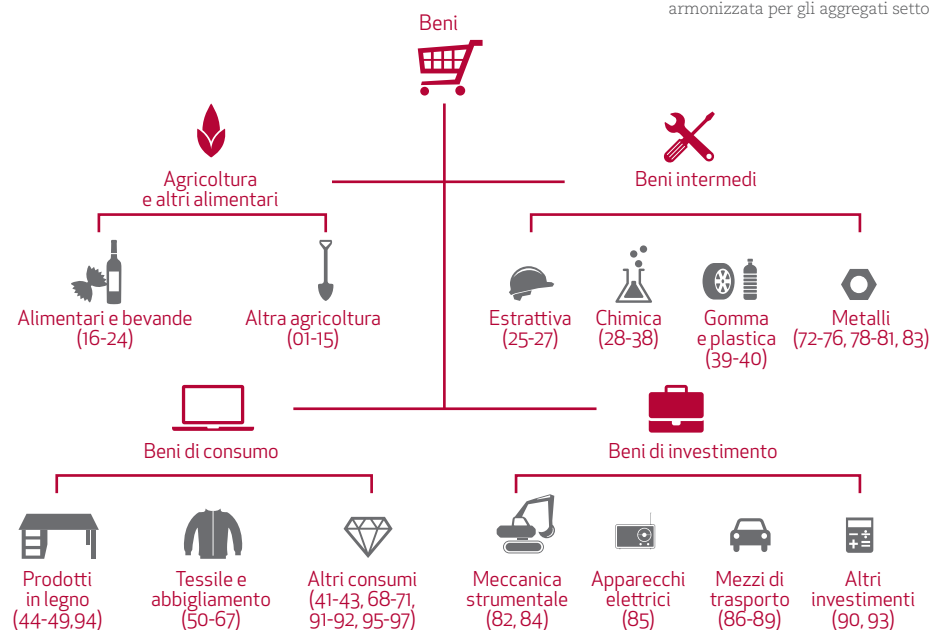 armonizzata per gli aggregati setto
Beni
Agricoltura
e altri alimentari
Beni intermedi
Alimentari e bevande
(16-24)
Altra agricoltura
(01-15)
Estrattiva
(25-27)
Chimica
(28-38)
Gomma
e plastica
(39-40)
Metalli
(72-76, 78-81, 83)
Beni di consumo
Beni di investimento
Prodotti
in legno
(44-49,94)
Tessile e
abbigliamento
(50-67)
Altri consumi
(41-43, 68-71,
91-92, 95-97)
Meccanica
strumentale
(82, 84)
Apparecchi
elettrici
(85)
Mezzi di
trasporto
(86-89)
Altri
investimenti
(90, 93)